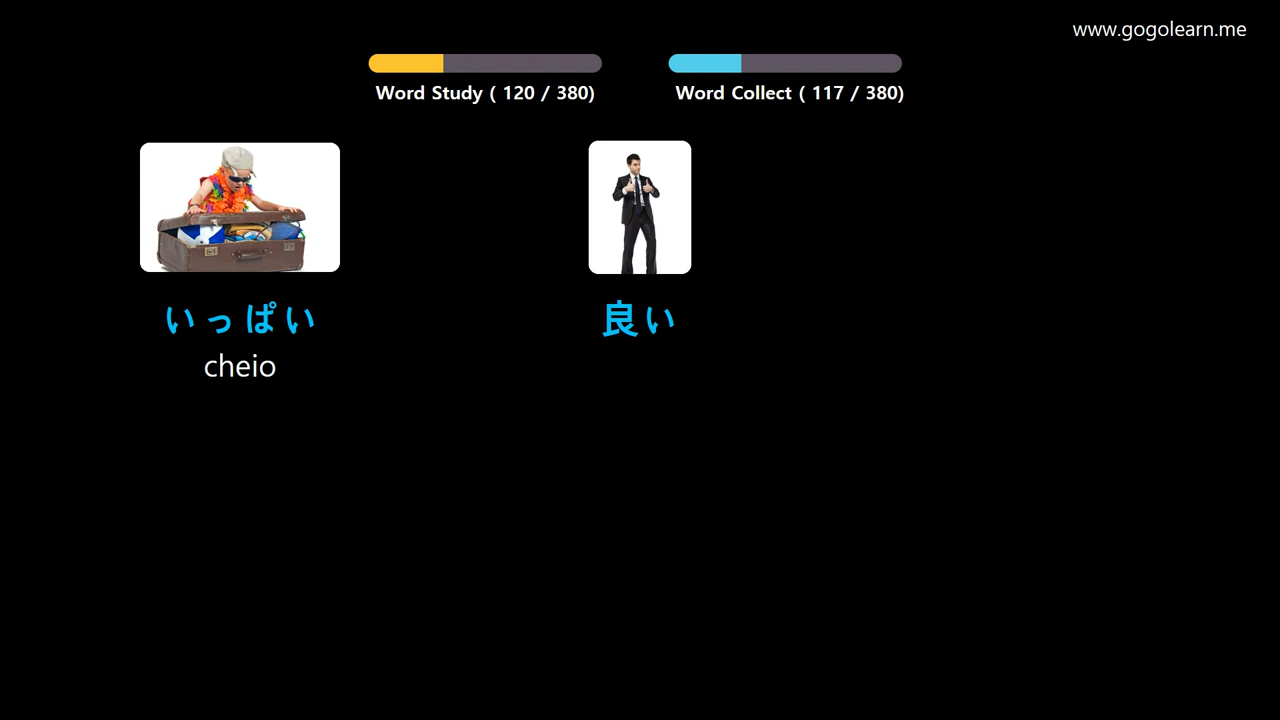 www.gogolearn.me
Word Study ( 120 / 380)
Word Collect ( 117 / 380)
いっぱい
cheio
良い